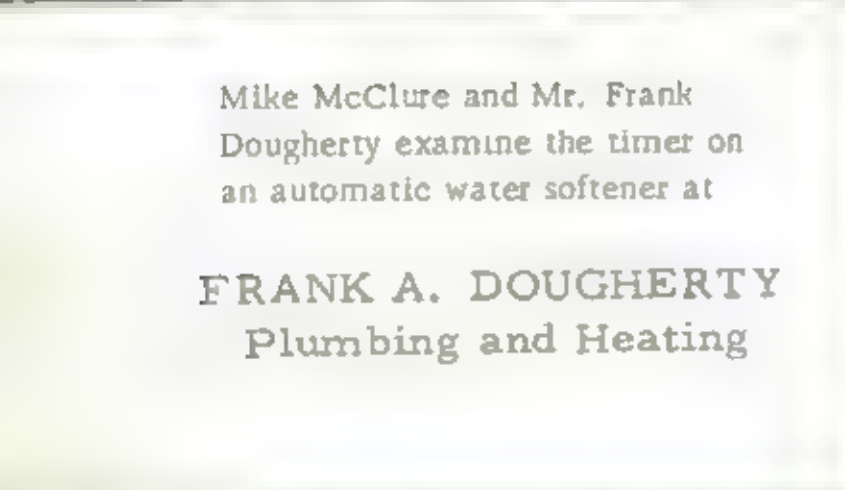 Mike McClure and Mr. Frank
Dougherty examine the timer on
an automatic water softener at
FRANK A. DOUGHERTY
Plumbing and Heating